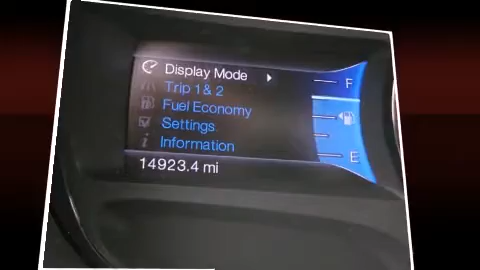 Display Mode
Trip 1 & 2
Fuel Economy
Settings
Information
14923.4 mi
F
E